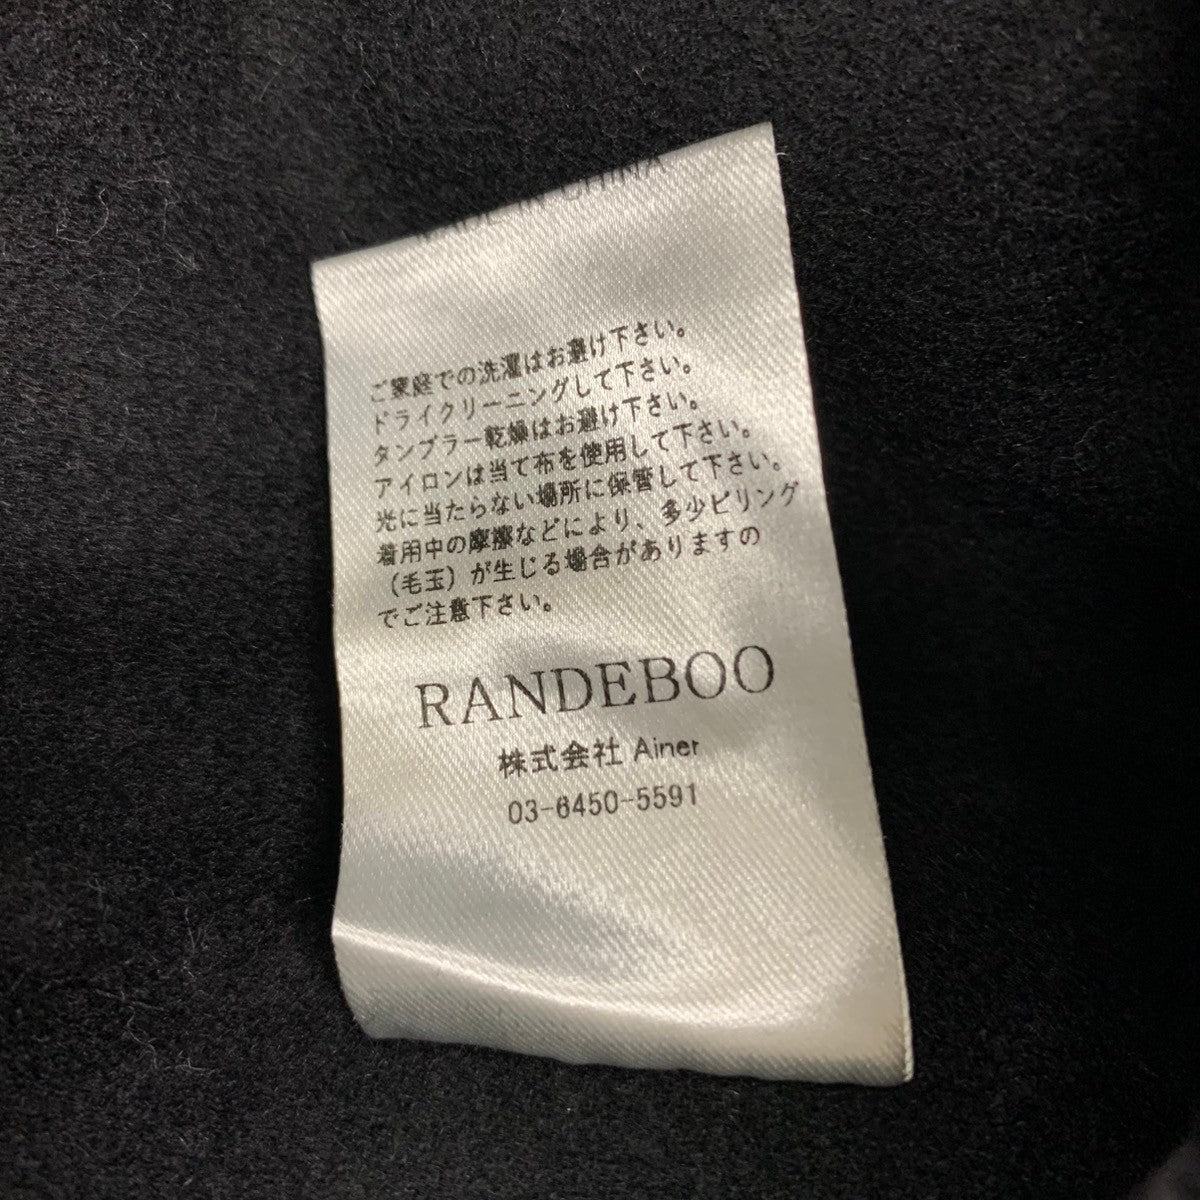 ご家庭での洗濯はお避け下さい。
ドライクリーニングして下さい。
タンブラー乾燥はお避け下さい。
アイロンは当て布を使用して下さい。
光に当たらない場所に保管して下さい。
着用中の摩擦などにより、多少ピリング
（毛玉）が生じる場合がありますの
でご注意下さい。
RANDEBOO
株式会社 Ainer
03-6450-5591